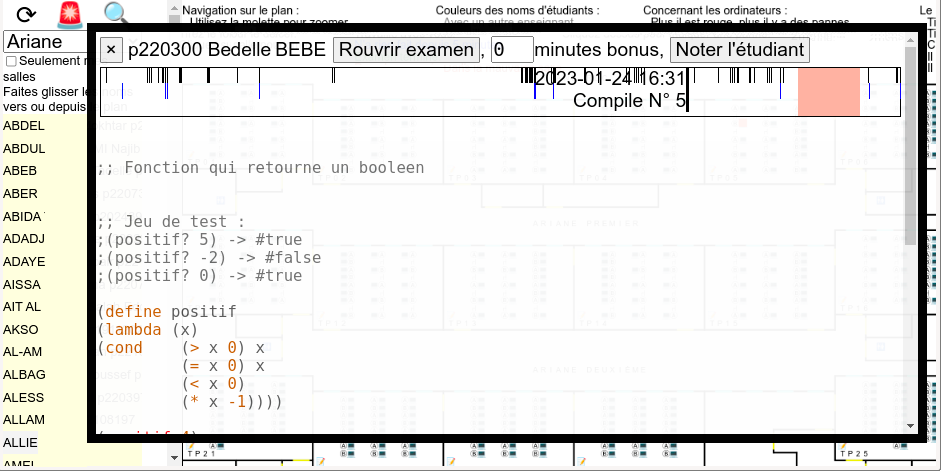 Navigation sur le plan :
Couleurs des noms d'étudiants :
Concernant les ordinateurs :
Le
Utilisez la molette pour zoomer
Avec un autre enseignant
Plus il est rouge, plus il y a des pannes
Ariane
Seulement
salles
Faites glisser
vers ou depuis
ABDEL
ABDUL
ABEB
ABER
ABIDA
ADADJ
ADAYE
AISSA
AIT AL
AKSO
AL-AM
ALBAG
ALESS
ALLAM
ALLIE
× p220300 Bedelle BEBE Rouvrir examen, 0 minutes bonus, Noter l'étudiant
2023-01-24 16:31
Compile N° 5
;; Fonction qui retourne un booleen
;; Jeu de test :
;(positif? 5) -> #true
;(positif? -2) -> #false
;(positif? 0) -> #true
(define positif
(lambda (x)
(cond    (> x 0) x
(= x 0) x
(< x 0)
(* x -1))))
TP21
TP25